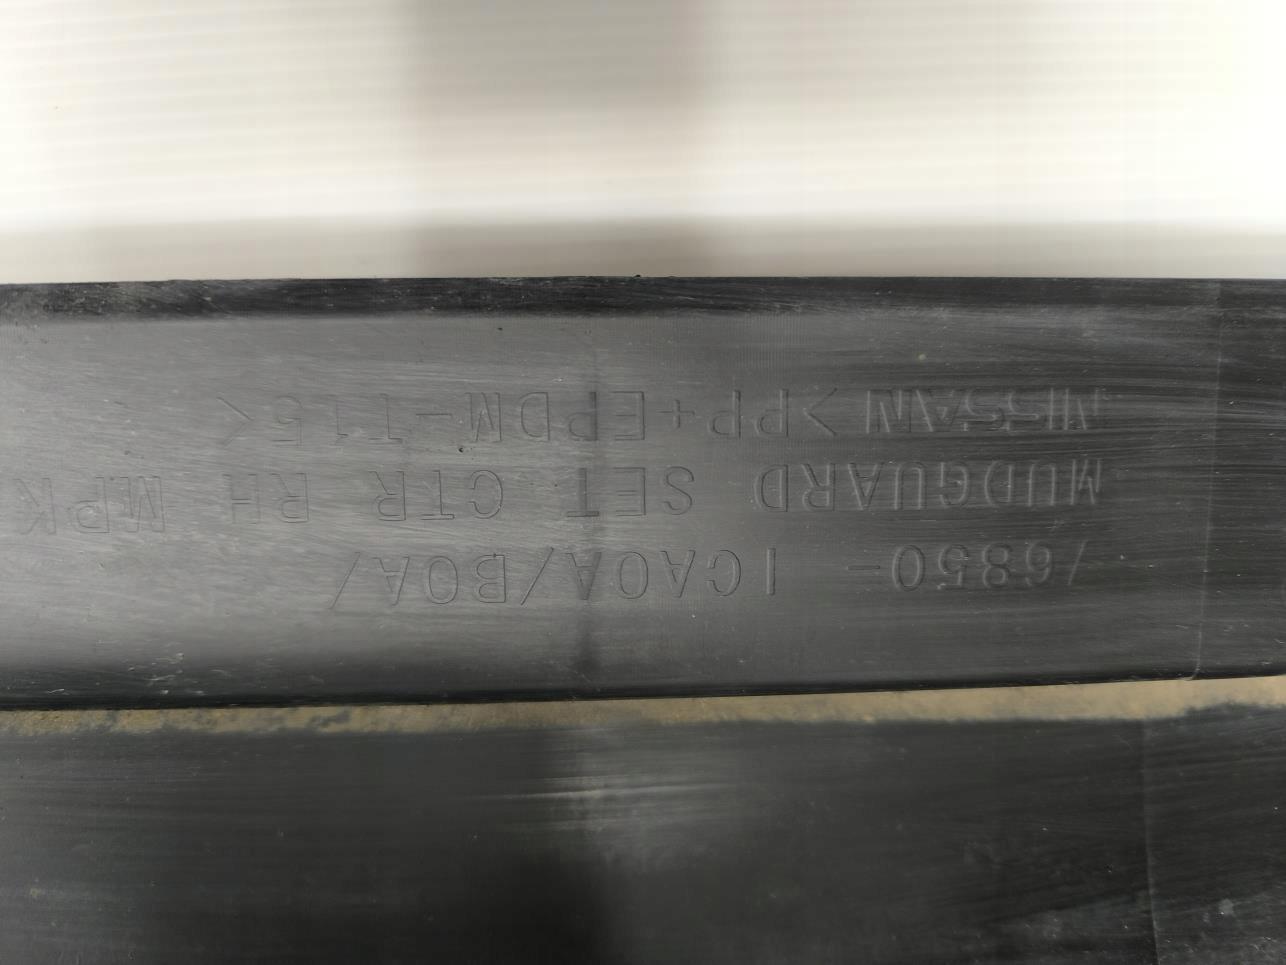 76850-1CA0A/B0A/
MUDGUARD SET CTR RH MPK
NISSAN >PP+EPDM-T15<